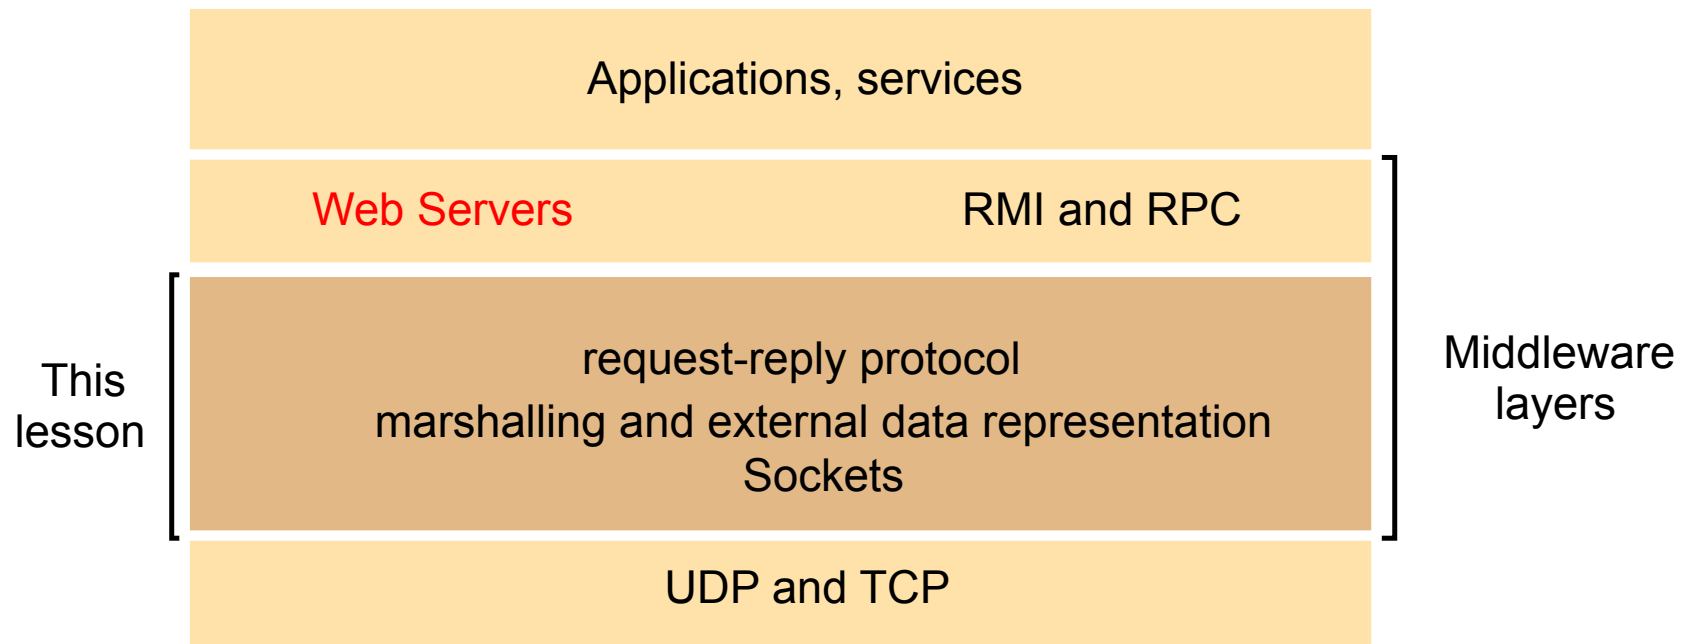 Applications, services
Web Servers
RMI and RPC
This
lesson
request-reply protocol
marshalling and external data representation
Sockets
Middleware
layers
UDP and TCP